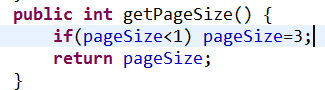 public int getPageSize() {
if(pageSize<1) pageSize=3;
return pageSize;
}